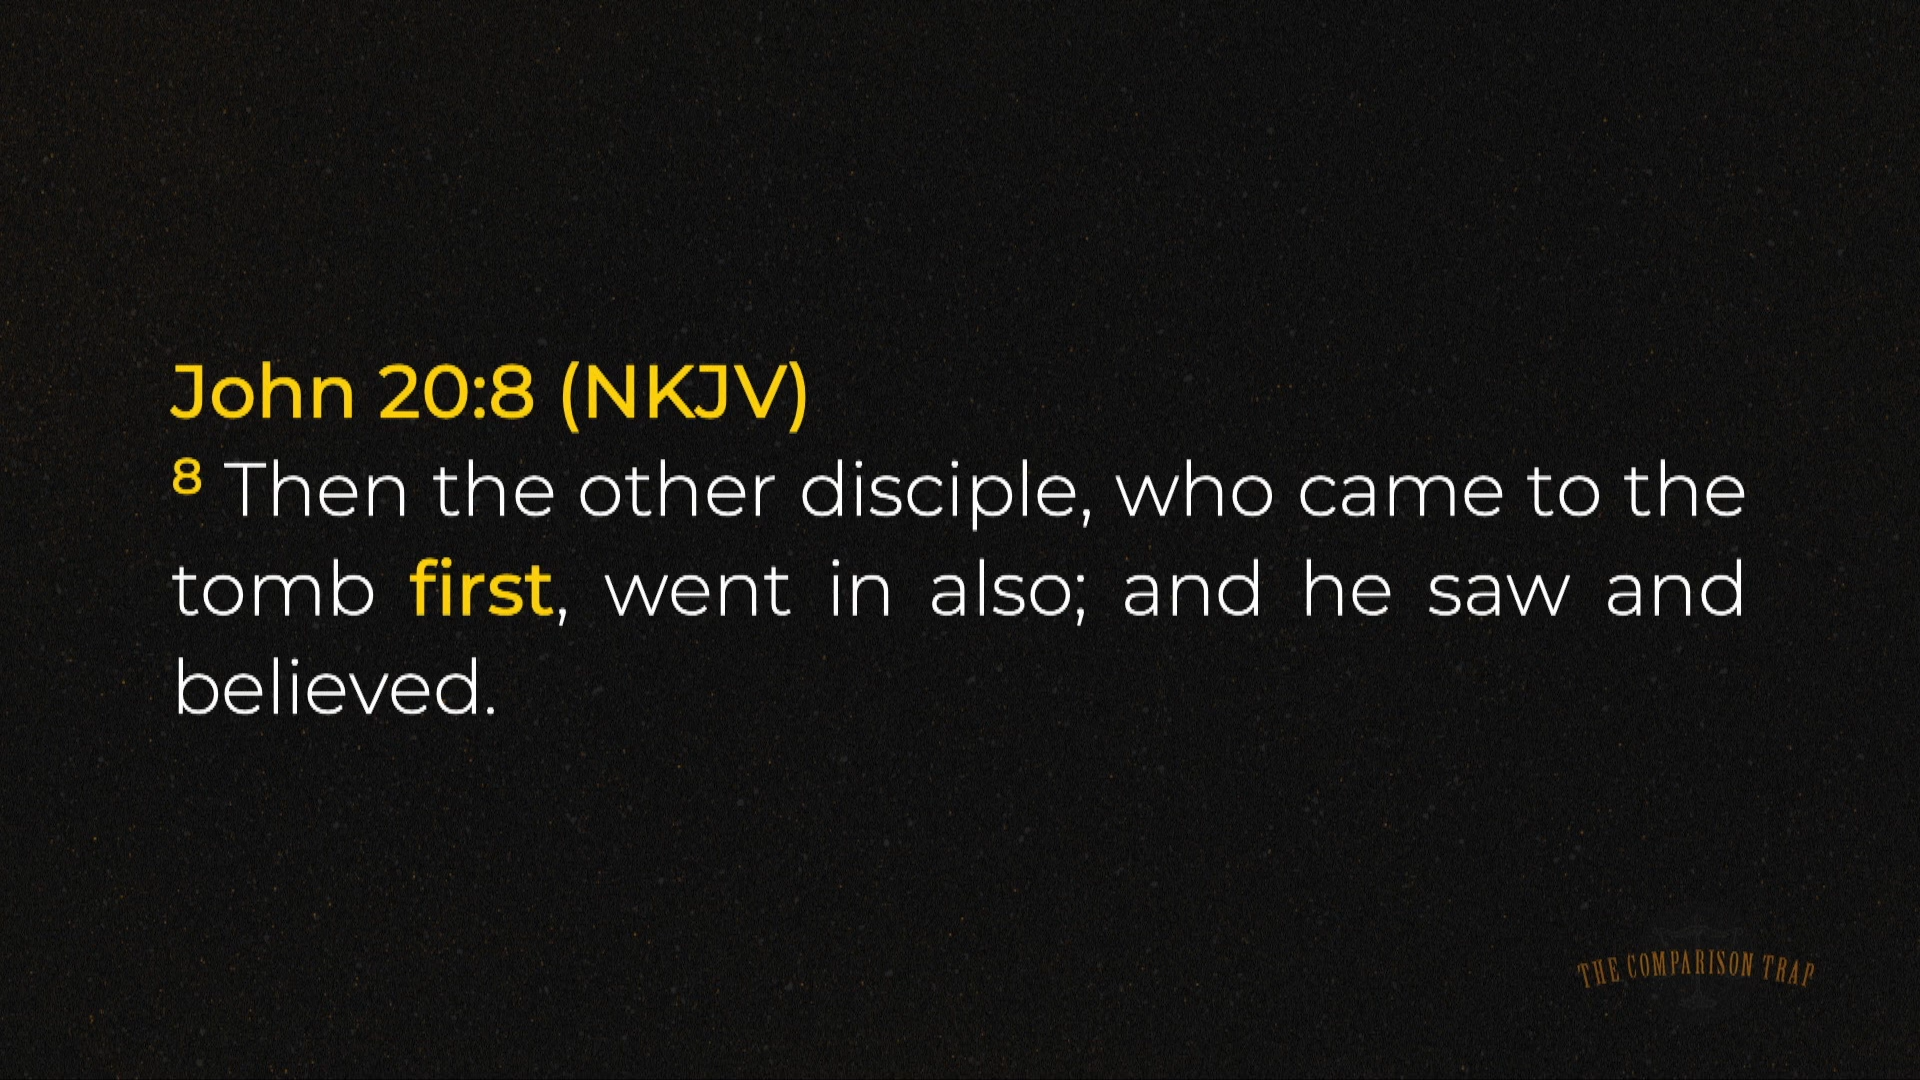 John 20:8 (NKJV)
8 Then the other disciple, who came to the
tomb first, went in also; and he saw and
believed.
THE COMPARISON TRAP